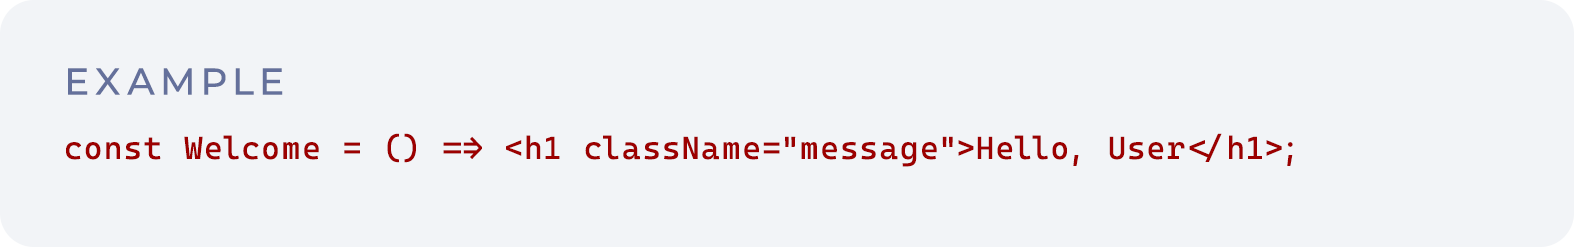 EXAMPLE
const Welcome = () => <h1 className="message">Hello, User</h1>;